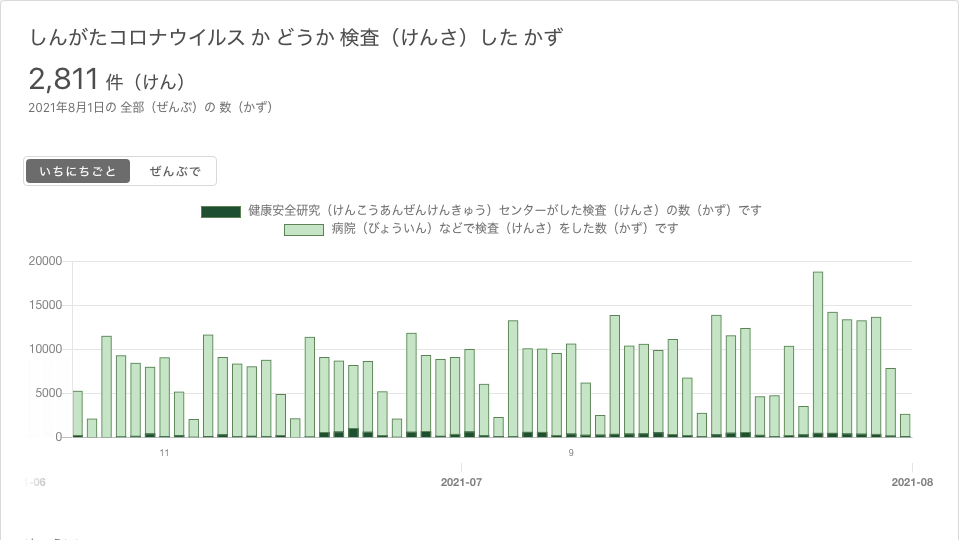 しんがたコロナウイルス か どうか 検査（けんさ）した かず
2,811 件（けん）
2021年8月1日の 全部（ぜんぶ）の 数（かず）
いちにちごと ぜんぶで
健康安全研究（けんこうあんぜんけんきゅう）センターがした検査（けんさ）の数（かず）です
病院（びょういん）などで検査（けんさ）をした数（かず）です
20000
15000
10000
5000
0
11 9
-06 2021-07 2021-08